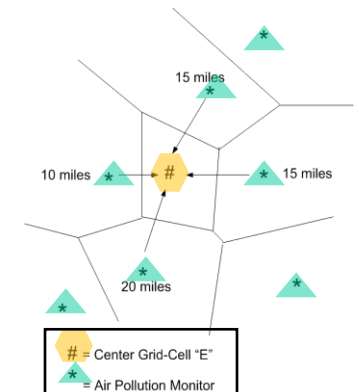 *
15 miles
*
10 miles
*
#
*
15 miles
*
20 miles
*
*
# = Center Grid-Cell "E"
* = Air Pollution Monitor